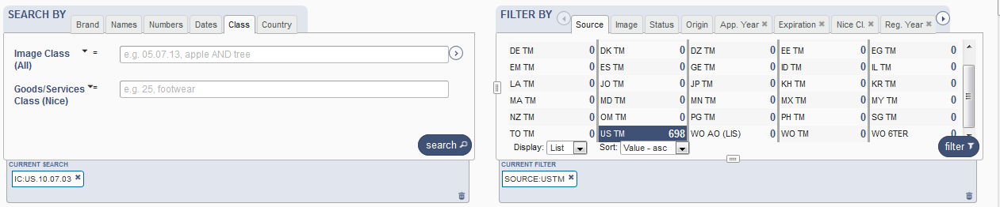 SEARCH BY
Brand Names Numbers Dates Class Country
Image Class (All) = e.g. 05.07.13, apple AND tree
Goods/Services Class (Nice) = e.g. 25, footwear
search
CURRENT SEARCH
IC:US.10.07.03
FILTER BY
Source Image Status Origin App. Year Expiration Nice Cl. Reg. Year
DE TM 0 DK TM 0 DZ TM 0 EE TM 0 EG TM 0
EM TM 0 ES TM 0 GE TM 0 ID TM 0 IL TM 0
LA TM 0 JO TM 0 JP TM 0 KH TM 0 KR TM 0
MA TM 0 MD TM 0 MN TM 0 MX TM 0 MY TM 0
NZ TM 0 OM TM 0 PG TM 0 PH TM 0 SG TM 0
TO TM 0 US TM 698 WO AO (LIS) 0 WO TM 0 WO 6TER 0
Display: List Sort: Value - asc
filter
CURRENT FILTER
SOURCE:USTM